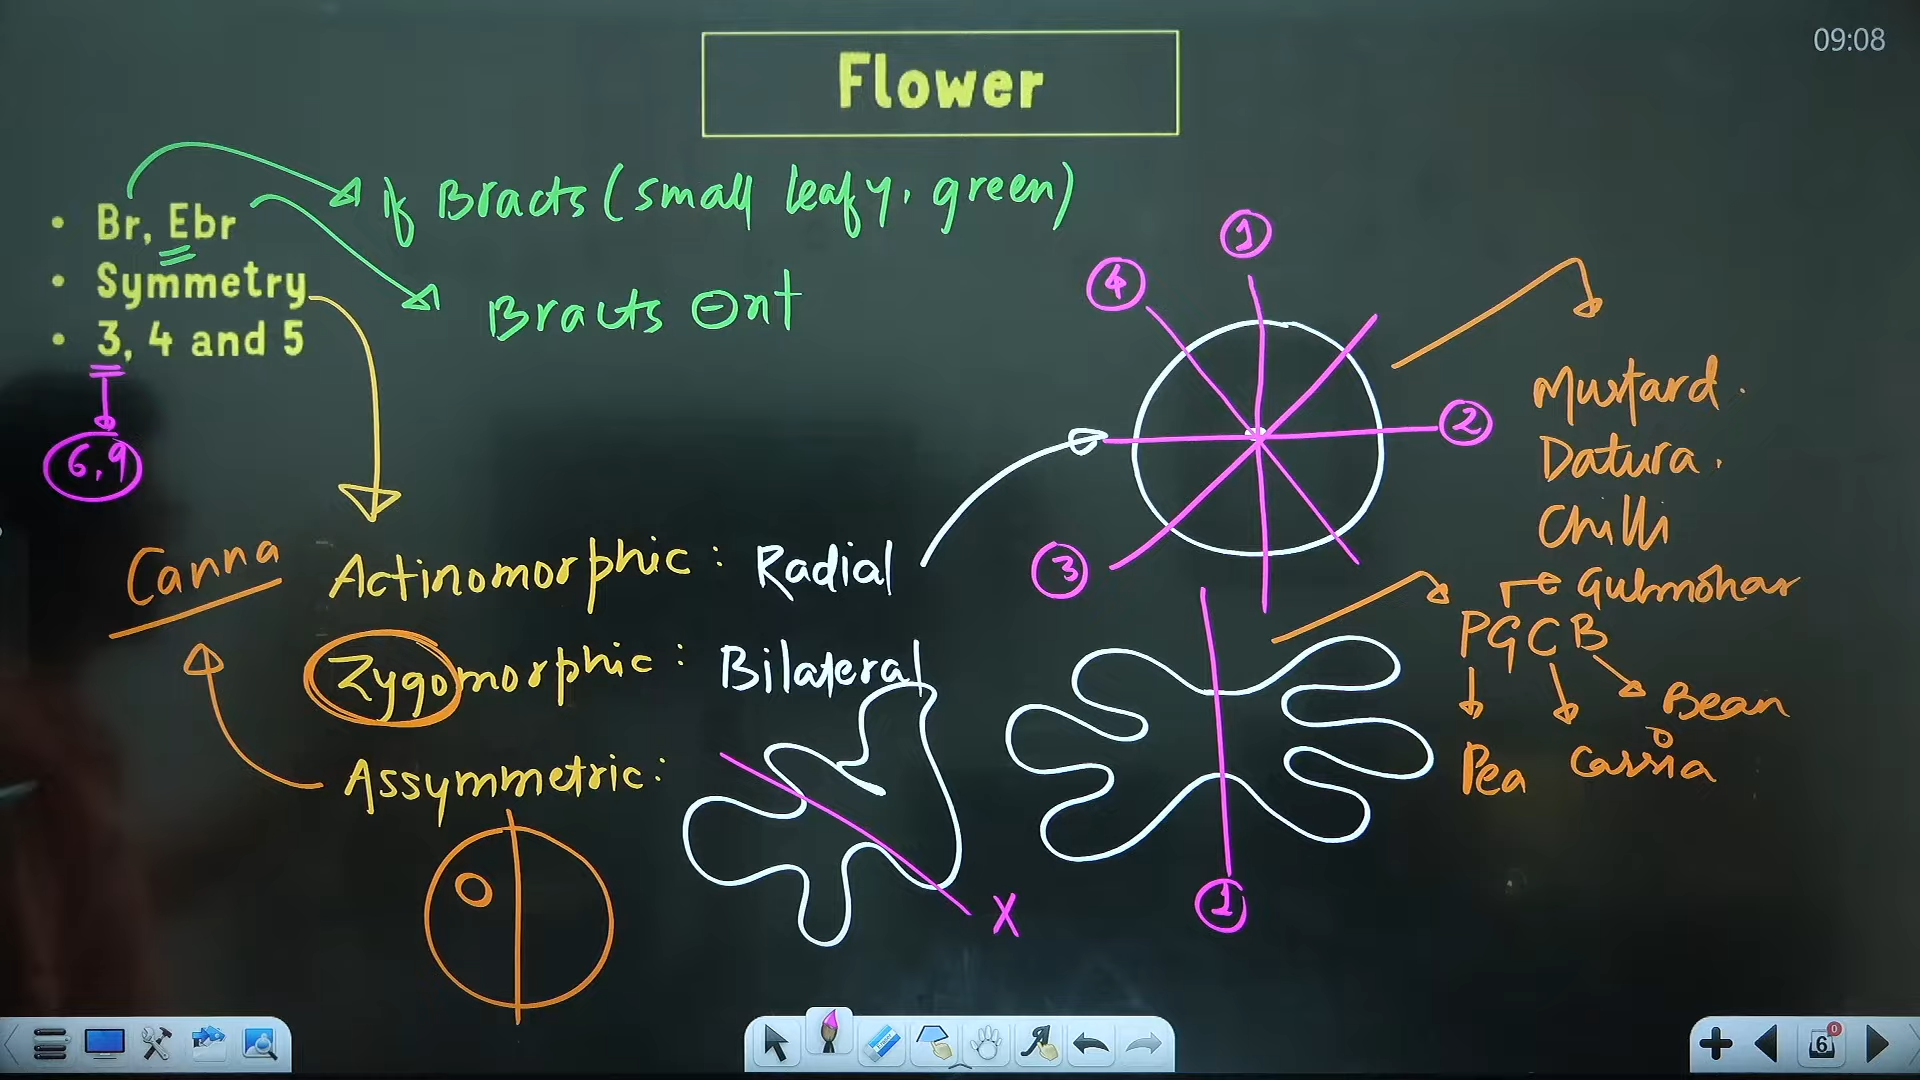 09:08
Flower
• Br, Ebr
• Symmetry
• 3, 4 and 5
6, 9
if Bracts (small leafy, green)
Bracts ⊖nt
Canna
Actinomorphic : Radial
Zygomorphic : Bilateral
Assymmetric :
X
1
2
3
4
1
Mustard.
Datura.
Chilli
Gulmohar
PGCB
Bean
Pea
Cassia
6
0